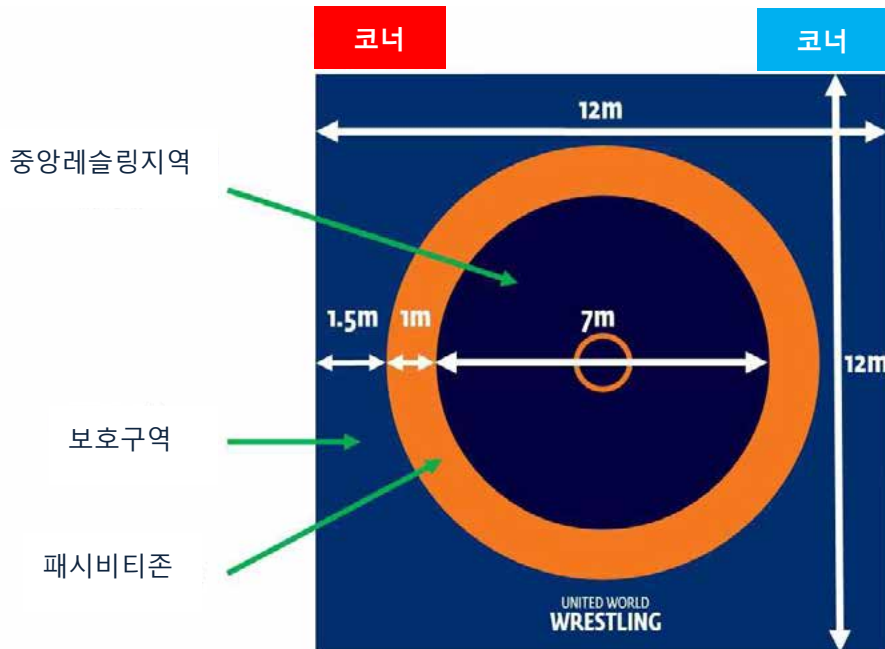 코너
코너
12m
중앙레슬링지역
1.5m
1m
7m
12m
보호구역
패시비티존
UNITED WORLD
WRESTLING